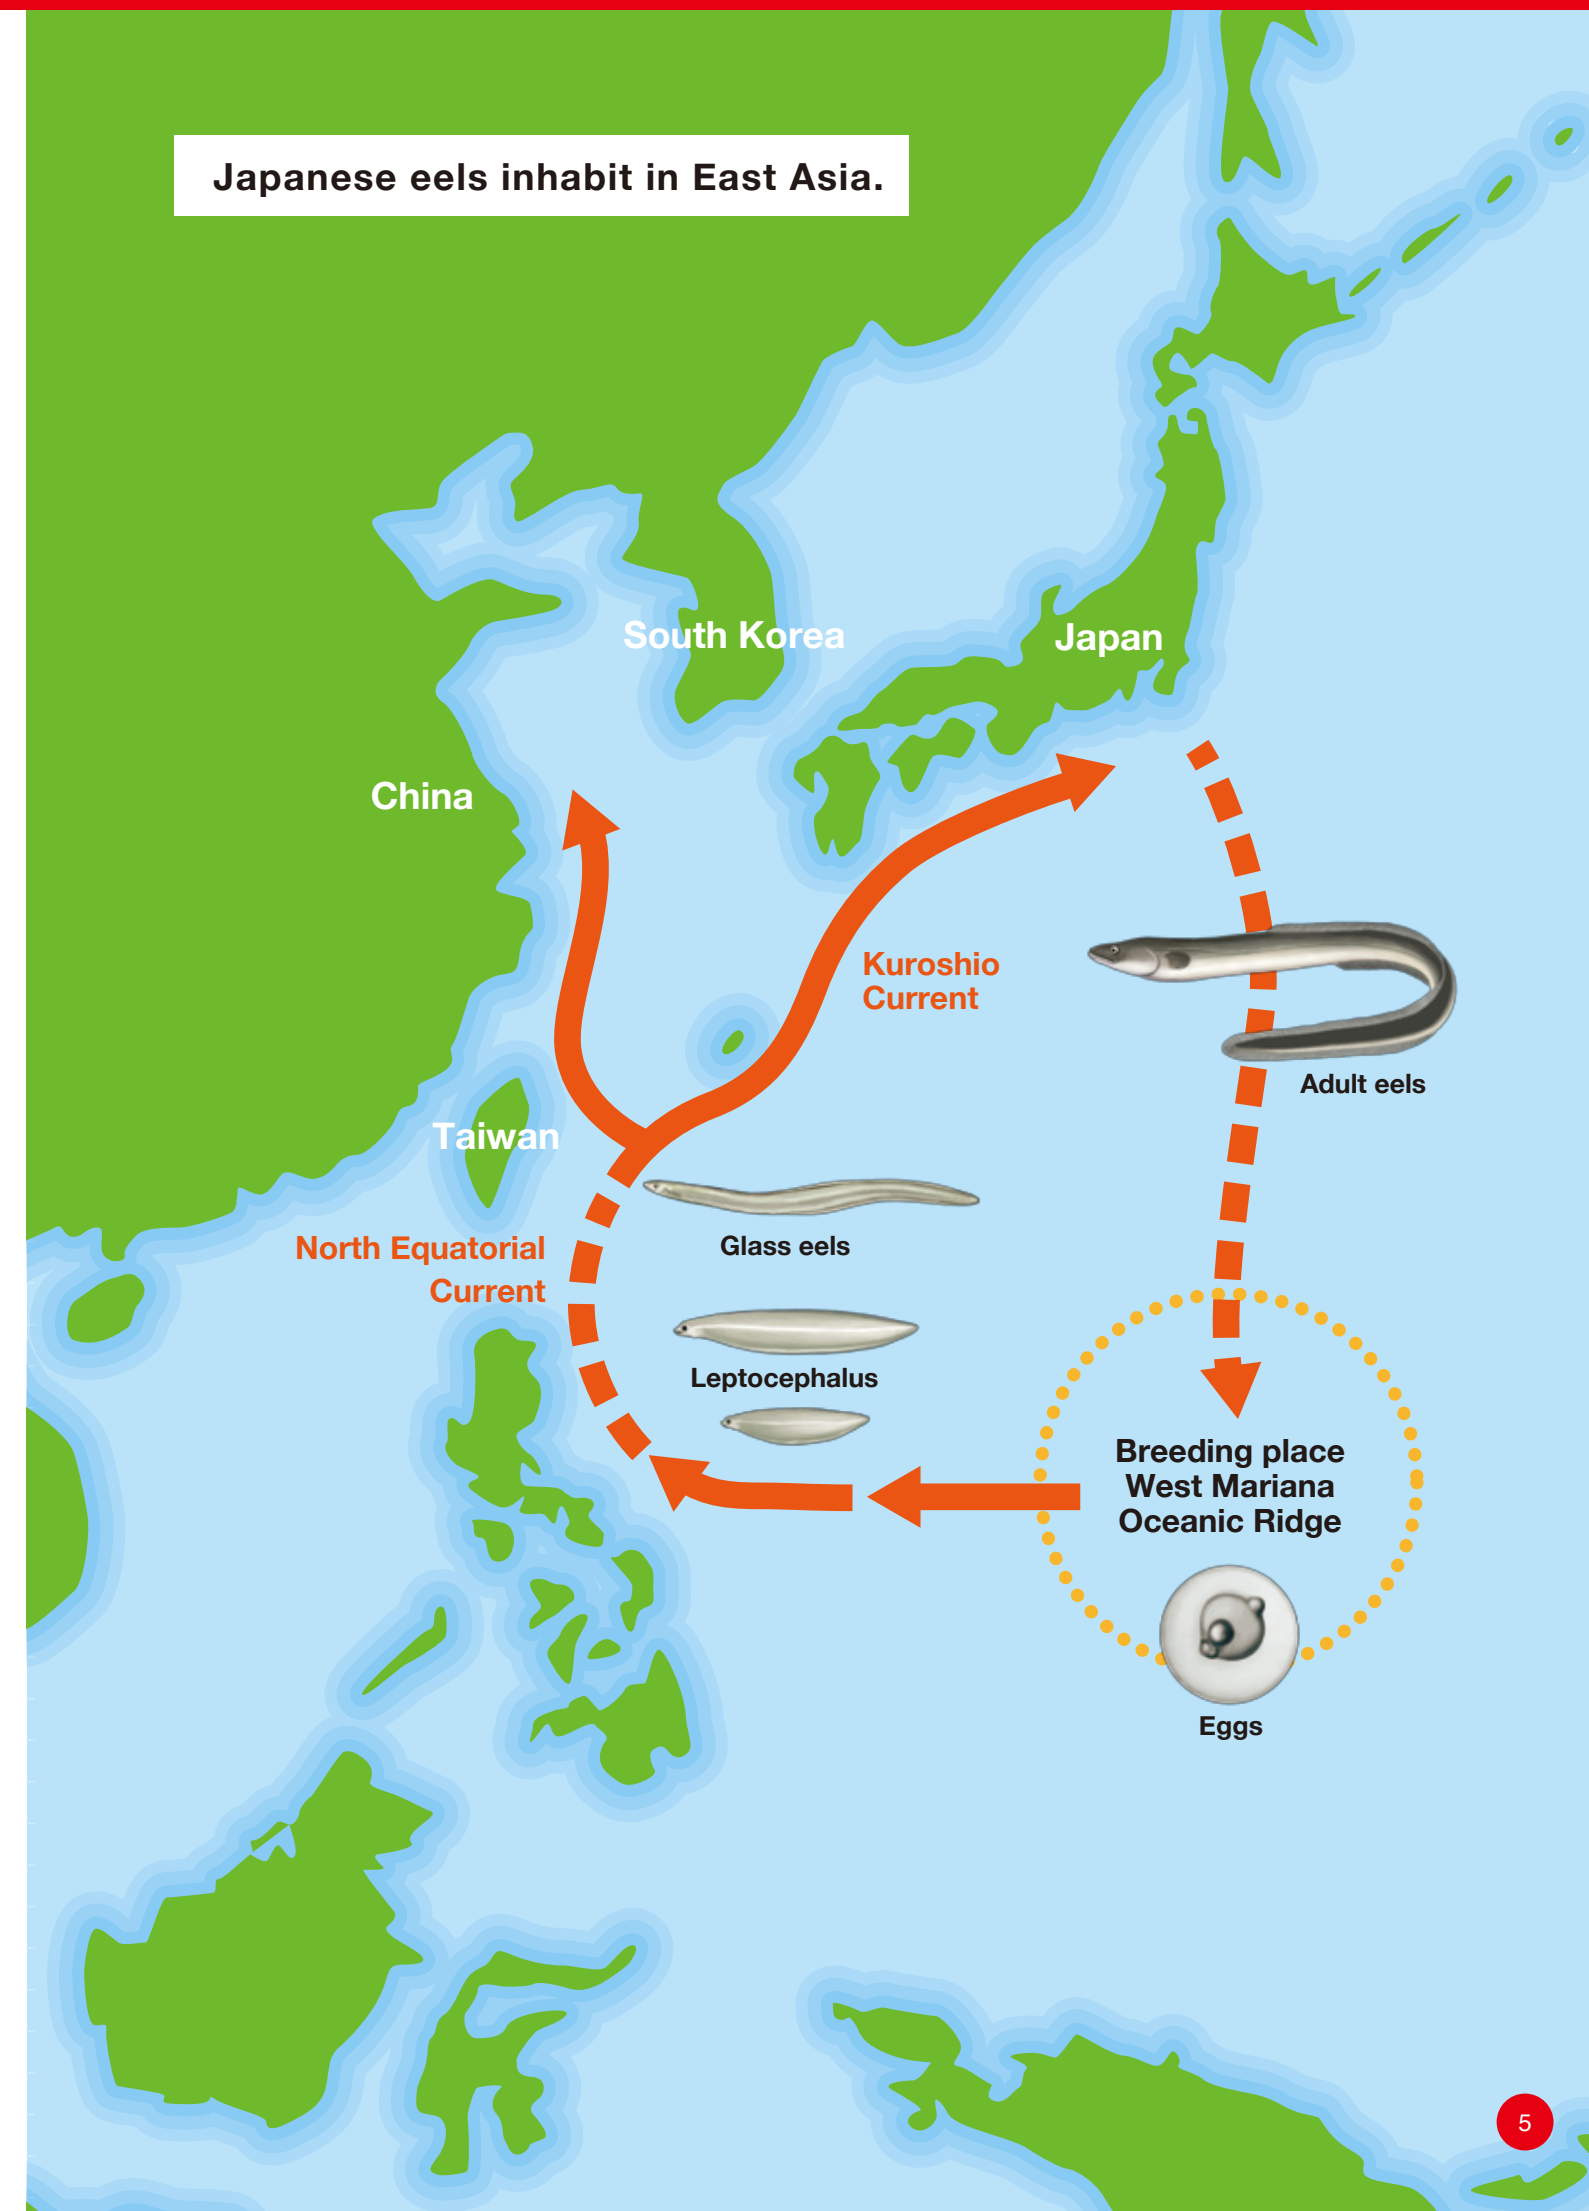 Japanese eels inhabit in East Asia.
South Korea
Japan
China
Kuroshio
Current
Adult eels
Taiwan
Glass eels
North Equatorial
Current
Leptocephalus
Breeding place
West Mariana
Oceanic Ridge
Eggs
5